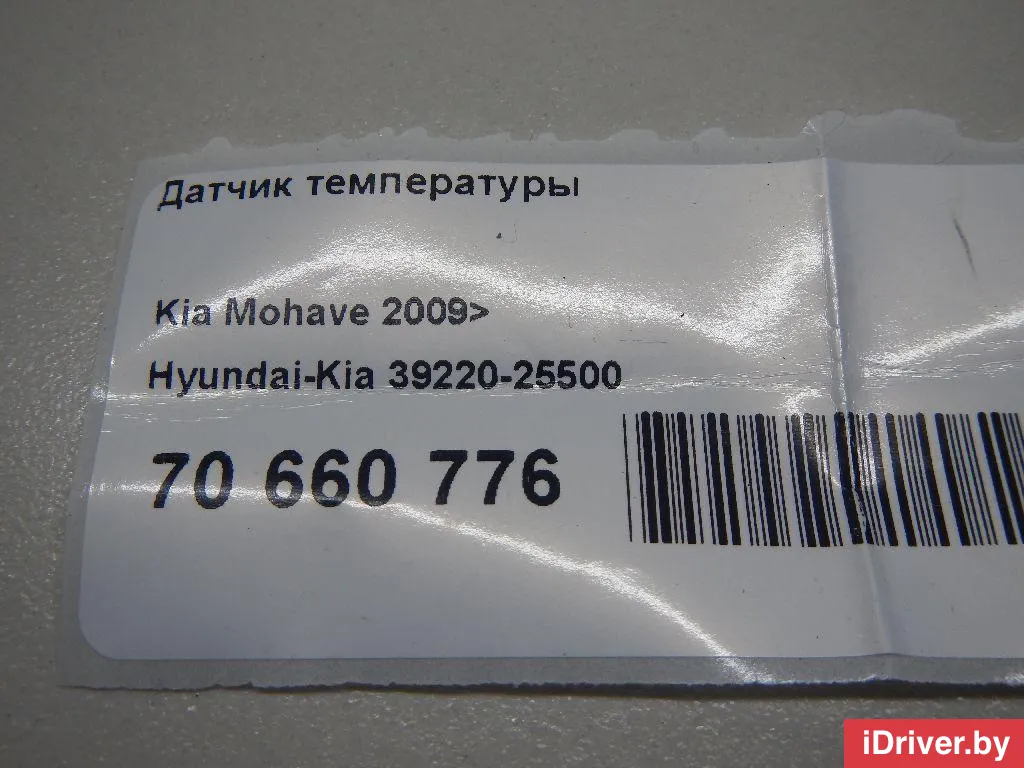 Датчик температуры
Kia Mohave 2009>
Hyundai-Kia 39220-25500
70 660 776
iDriver.by